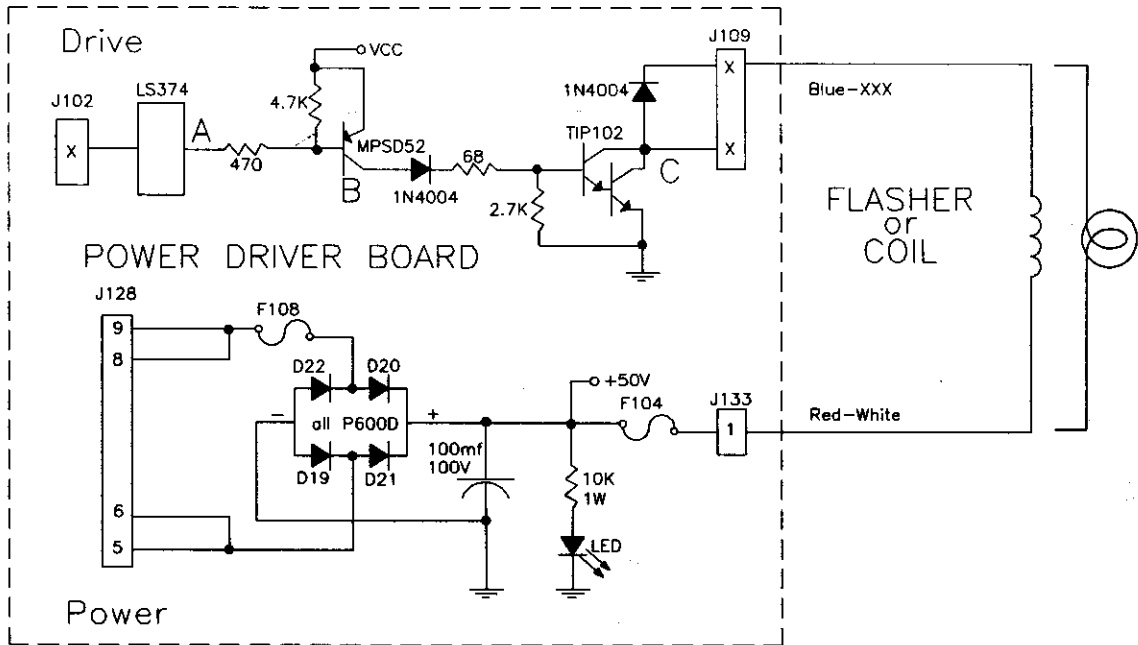 Drive
VCC
J109
LS374
J102
4.7K
1N4004
X
Blue-XXX
A
TIP102
MPSD52
X
470
68
X
B
C
1N4004
2.7K
FLASHER
or
COIL
POWER DRIVER BOARD
J128
F108
9
8
D22
D20
+50V
F104
J133
-
all
P600D
+
1
Red-White
100mf
100V
D19
D21
10K
1W
6
5
LED
Power